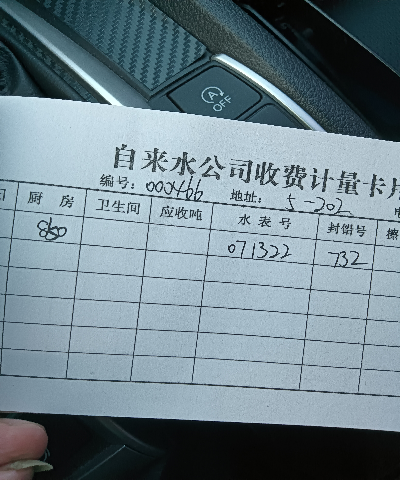 A
OFF
自来水公司收费计量卡片
编号：000466 地址：5-202
厨房 卫生间 应收吨 水表号 封铅号
071322 732